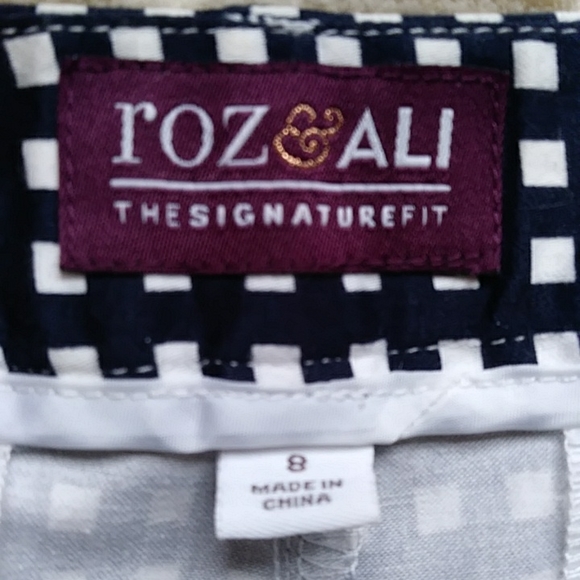 roz&ALI
THESIGNATUREFIT
8
MADE IN
CHINA